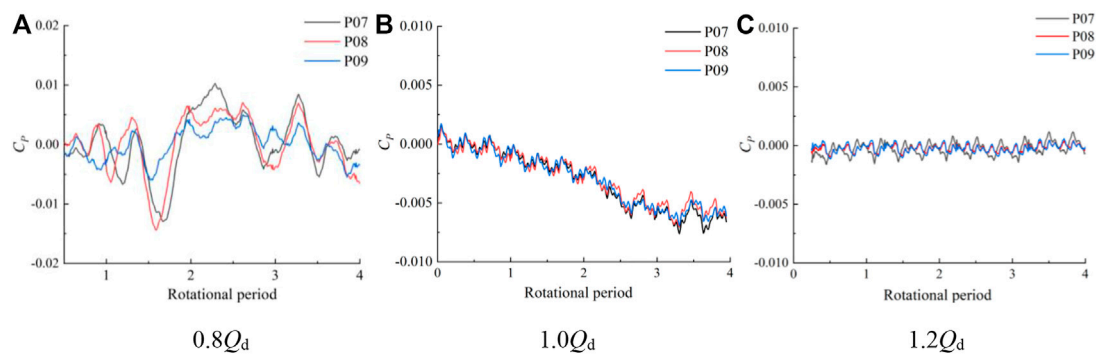 A
0.02
0.01
0.00
-0.01
-0.02
C_P
1
2
3
4
Rotational period
P07
P08
P09
0.8Q_d
B
0.010
0.005
0.000
-0.005
-0.010
C_P
0
1
2
3
4
Rotational period
P07
P08
P09
1.0Q_d
C
0.010
0.005
0.000
-0.005
-0.010
C_P
0
1
2
3
4
Rotational period
P07
P08
P09
1.2Q_d